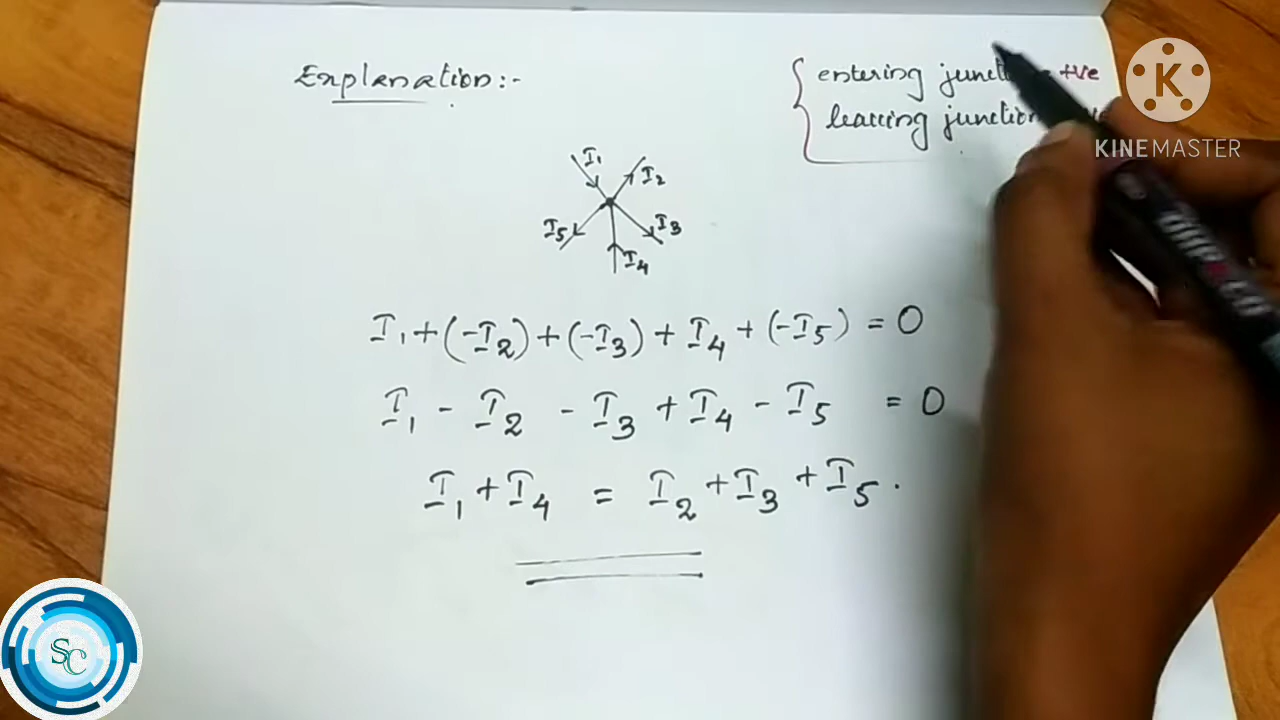 Explanation:-
entering +ve
leaving junction
I1
I2
I5
I3
I4
I1 + (-I2) + (-I3) + I4 + (-I5) = 0
I1 - I2 - I3 + I4 - I5 = 0
I1 + I4 = I2 + I3 + I5 .
K
KINEMASTER
SC